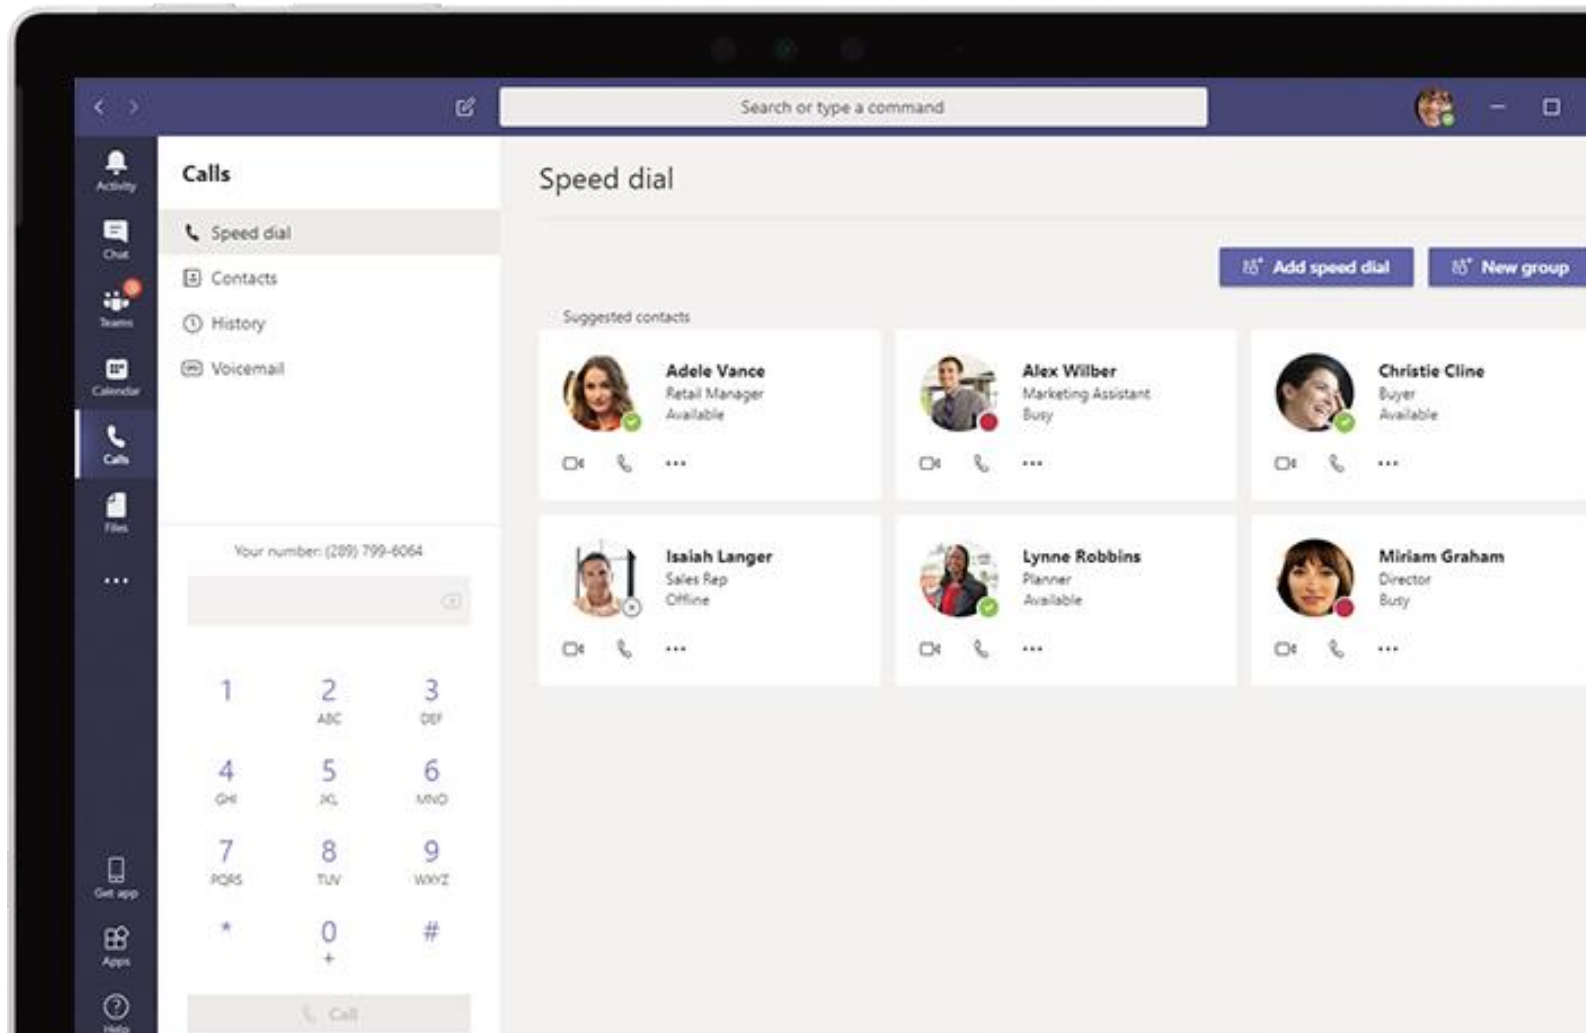 Search or type a command
Activity
Chat
Teams
Calendar
Calls
Files
Get app
Apps
Help
Calls
Speed dial
Contacts
History
Voicemail
Your number: (289) 799-6064
1
2
3
ABC
DEF
4
5
6
GHI
JKL
MNO
7
8
9
PQRS
TUV
WXYZ
*
0
#
+
Call
Speed dial
Add speed dial
New group
Suggested contacts
Adele Vance
Retail Manager
Available
Alex Wilber
Marketing Assistant
Busy
Christie Cline
Buyer
Available
Isaiah Langer
Sales Rep
Offline
Lynne Robbins
Planner
Available
Miriam Graham
Director
Busy